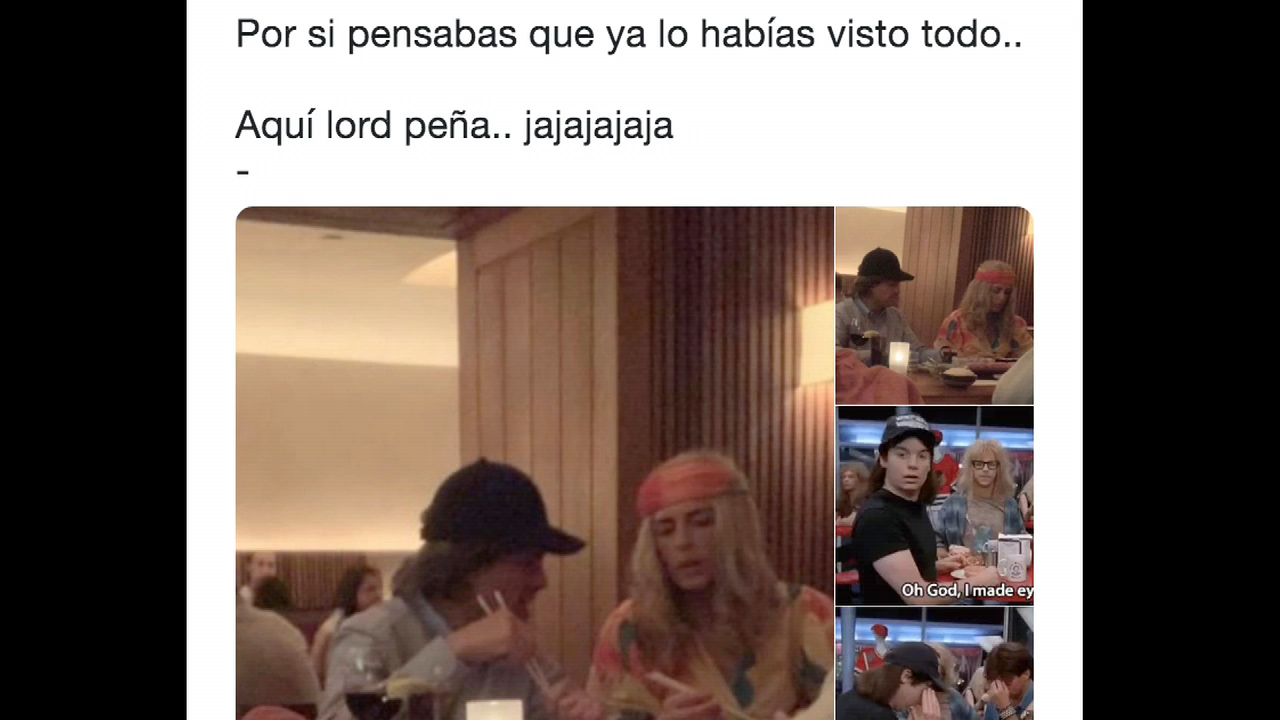 Por si pensabas que ya lo habías visto todo..
Aquí lord peña.. jajajajaja
-
Oh God, I made ey